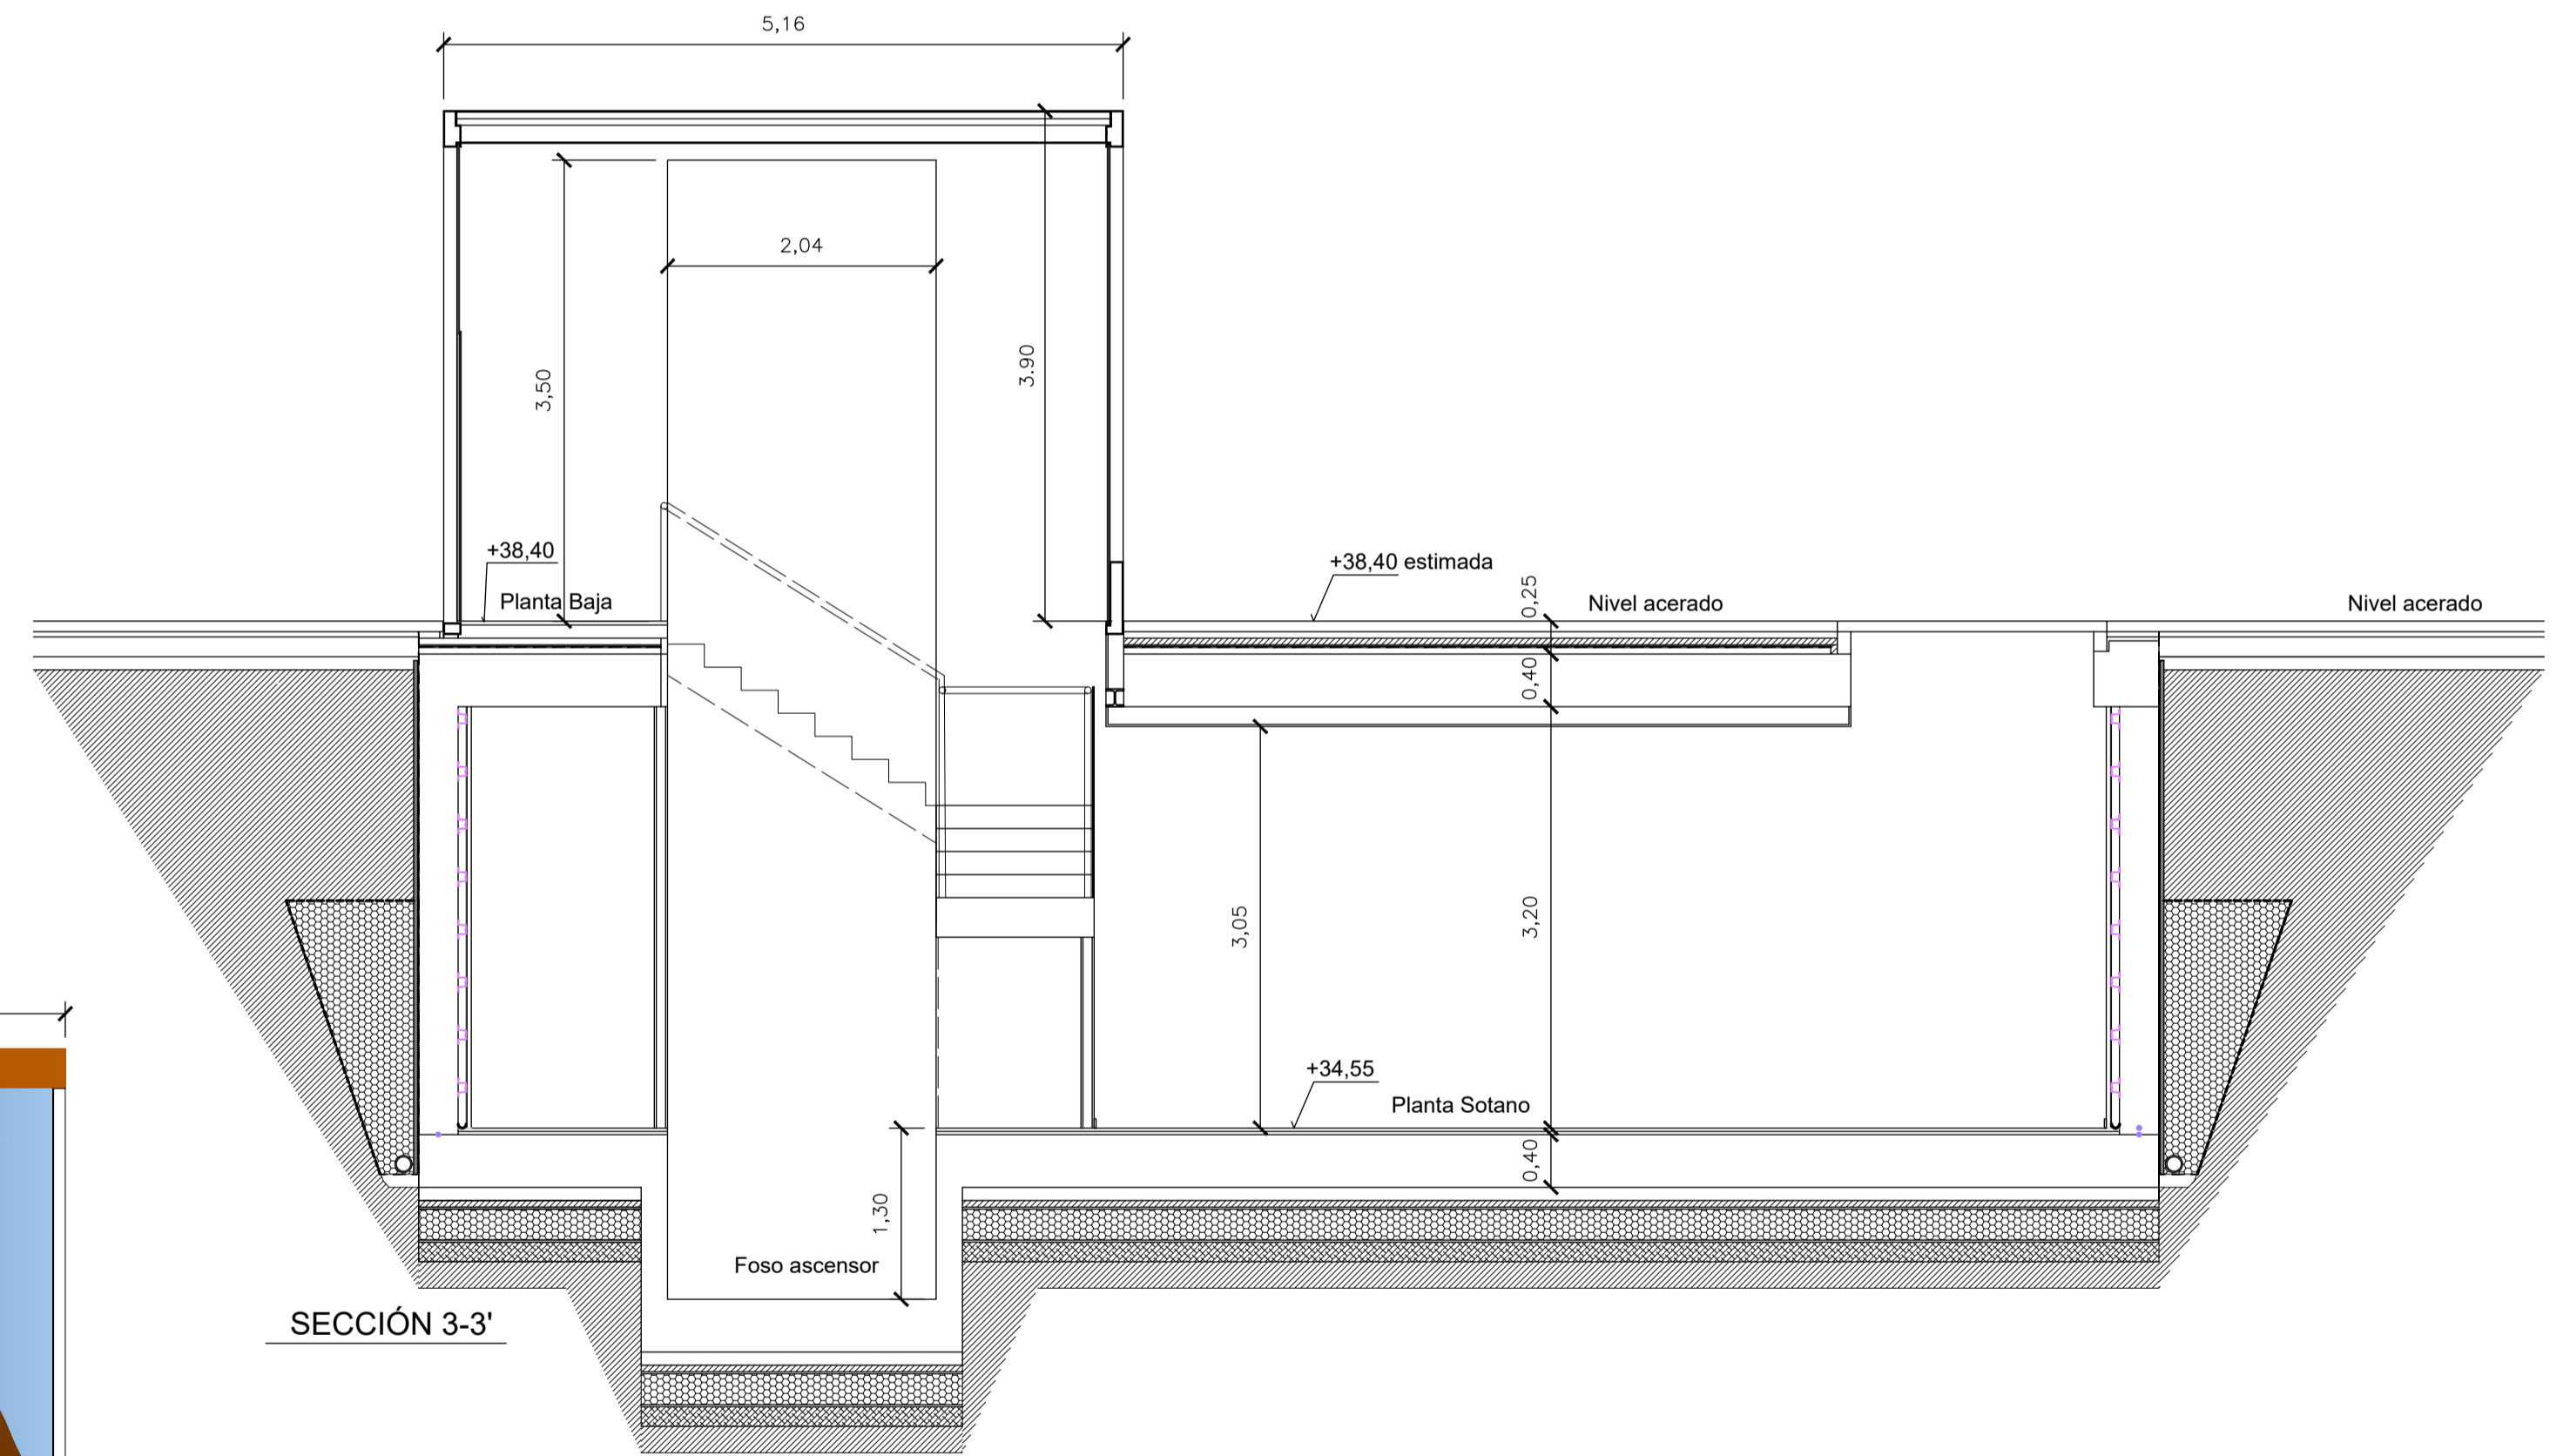 5,16
2,04
3,50
3.90
+38,40
+38,40 estimada
0,25
Planta Baja
Nivel acerado
Nivel acerado
0,40
3,05
3,20
+34,55
Planta Sotano
0,40
1,30
Foso ascensor
SECCIÓN 3-3'